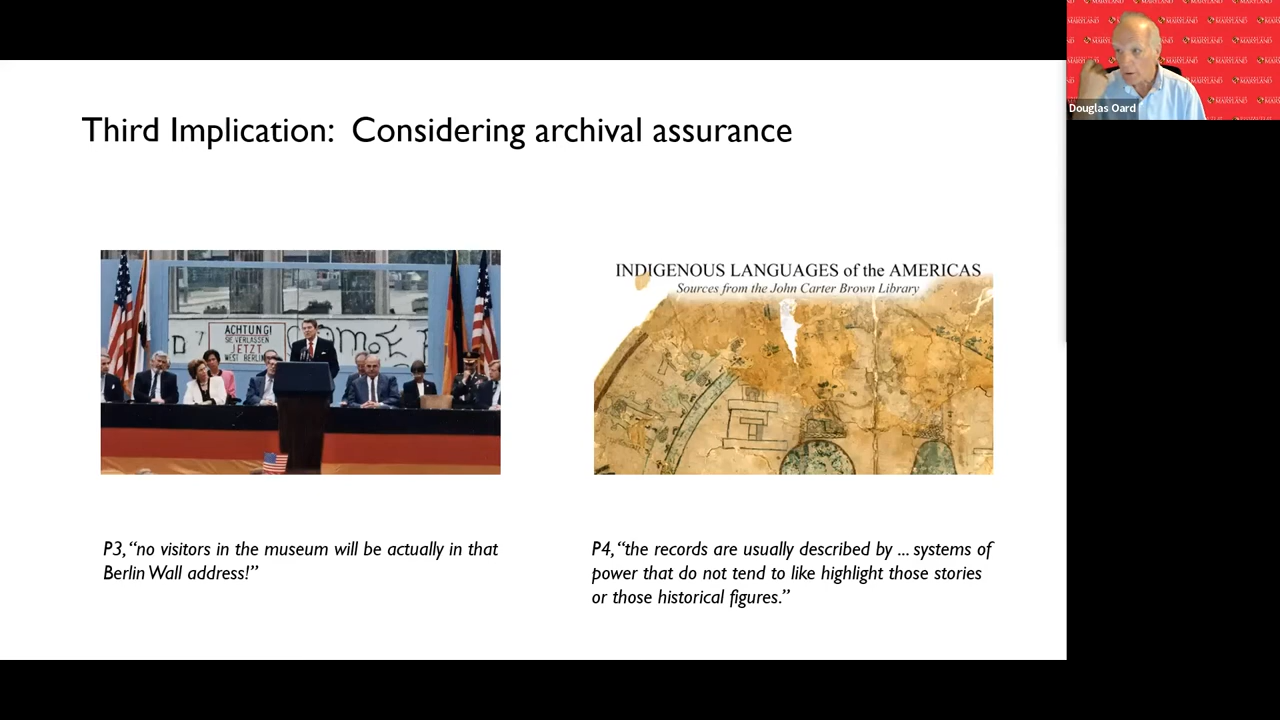 Third Implication: Considering archival assurance
ACHTUNG!
SIE VERLASSEN
JETZT
WEST BERLIN
INDIGENOUS LANGUAGES of the AMERICAS
Sources from the John Carter Brown Library
P3, “no visitors in the museum will be actually in that
Berlin Wall address!”
P4, “the records are usually described by ... systems of
power that do not tend to like highlight those stories
or those historical figures.”
MARYLAND
Douglas Oard